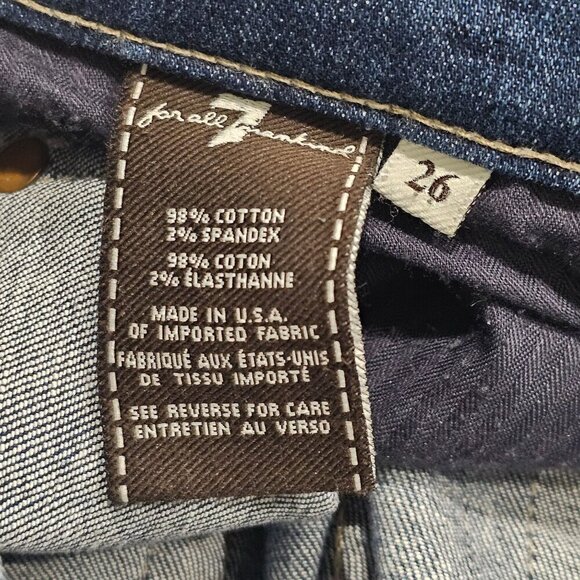 for all 7 mankind
26
98% COTTON
2% SPANDEX
98% COTON
2% ÉLASTHANNE
MADE IN U.S.A.
OF IMPORTED FABRIC
FABRIQUÉ AUX ÉTATS-UNIS
DE TISSU IMPORTÉ
SEE REVERSE FOR CARE
ENTRETIEN AU VERSO